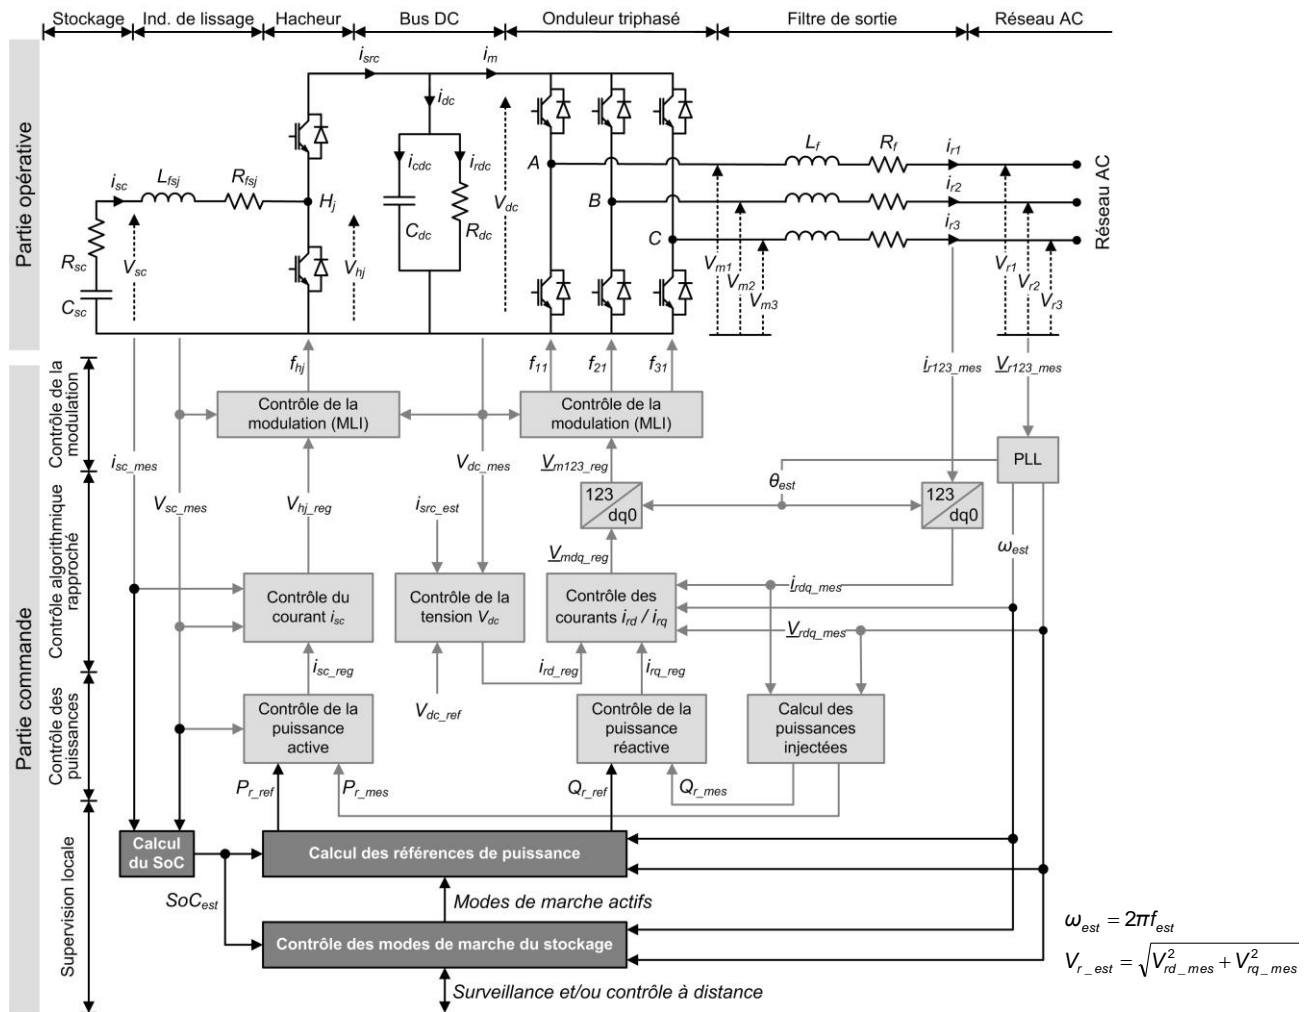 Stockage
Ind. de lissage
Hacheur
Bus DC
Onduleur triphasé
Filtre de sortie
Réseau AC
Partie opérative
i_src
i_m
i_dc
i_cdc
i_rdc
C_dc
R_dc
V_dc
i_sc
L_fsj
R_fsj
H_j
R_sc
C_sc
V_sc
V_hj
A
B
C
L_f
R_f
i_r1
i_r2
i_r3
V_m1
V_m2
V_m3
V_r1
V_r2
V_r3
Réseau AC
Partie commande
Contrôle de la
modulation
f_hj
f_11
f_21
f_31
i_r123_mes
V_r123_mes
Contrôle de la
modulation (MLI)
Contrôle de la
modulation (MLI)
i_sc_mes
V_dc_mes
V_m123_reg
PLL
θ_est
Contrôle algorithmique
rapproché
V_sc_mes
V_hj_reg
i_src_est
123
dq0
123
dq0
V_mdq_reg
ω_est
Contrôle du
courant i_sc
Contrôle de la
tension V_dc
Contrôle des
courants i_rd / i_rq
i_rdq_mes
V_rdq_mes
i_sc_reg
i_rd_reg
i_rq_reg
V_dc_ref
Contrôle des
puissances
Contrôle de la
puissance
active
Contrôle de la
puissance
réactive
Calcul des
puissances
injectées
P_r_ref
P_r_mes
Q_r_ref
Q_r_mes
Supervision locale
Calcul
du SoC
Calcul des références de puissance
SoC_est
Modes de marche actifs
Contrôle des modes de marche du stockage
Surveillance et/ou contrôle à distance
ω_est = 2πf_est
V_r_est = √V²_rd_mes + V²_rq_mes